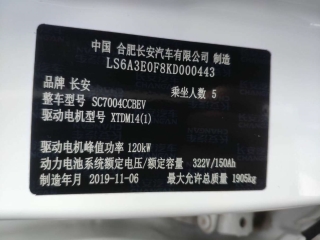 中国 合肥长安汽车有限公司 制造
LS6A3E0F8KD000443
品牌 长安 乘坐人数 5
整车型号 SC7004CCBEV
驱动电机型号 XTDM14(1)
驱动电机峰值功率 120kW
动力电池系统额定电压/额定容量 322V/150Ah
制造年月 2019-11-06 最大允许总质量 1905kg